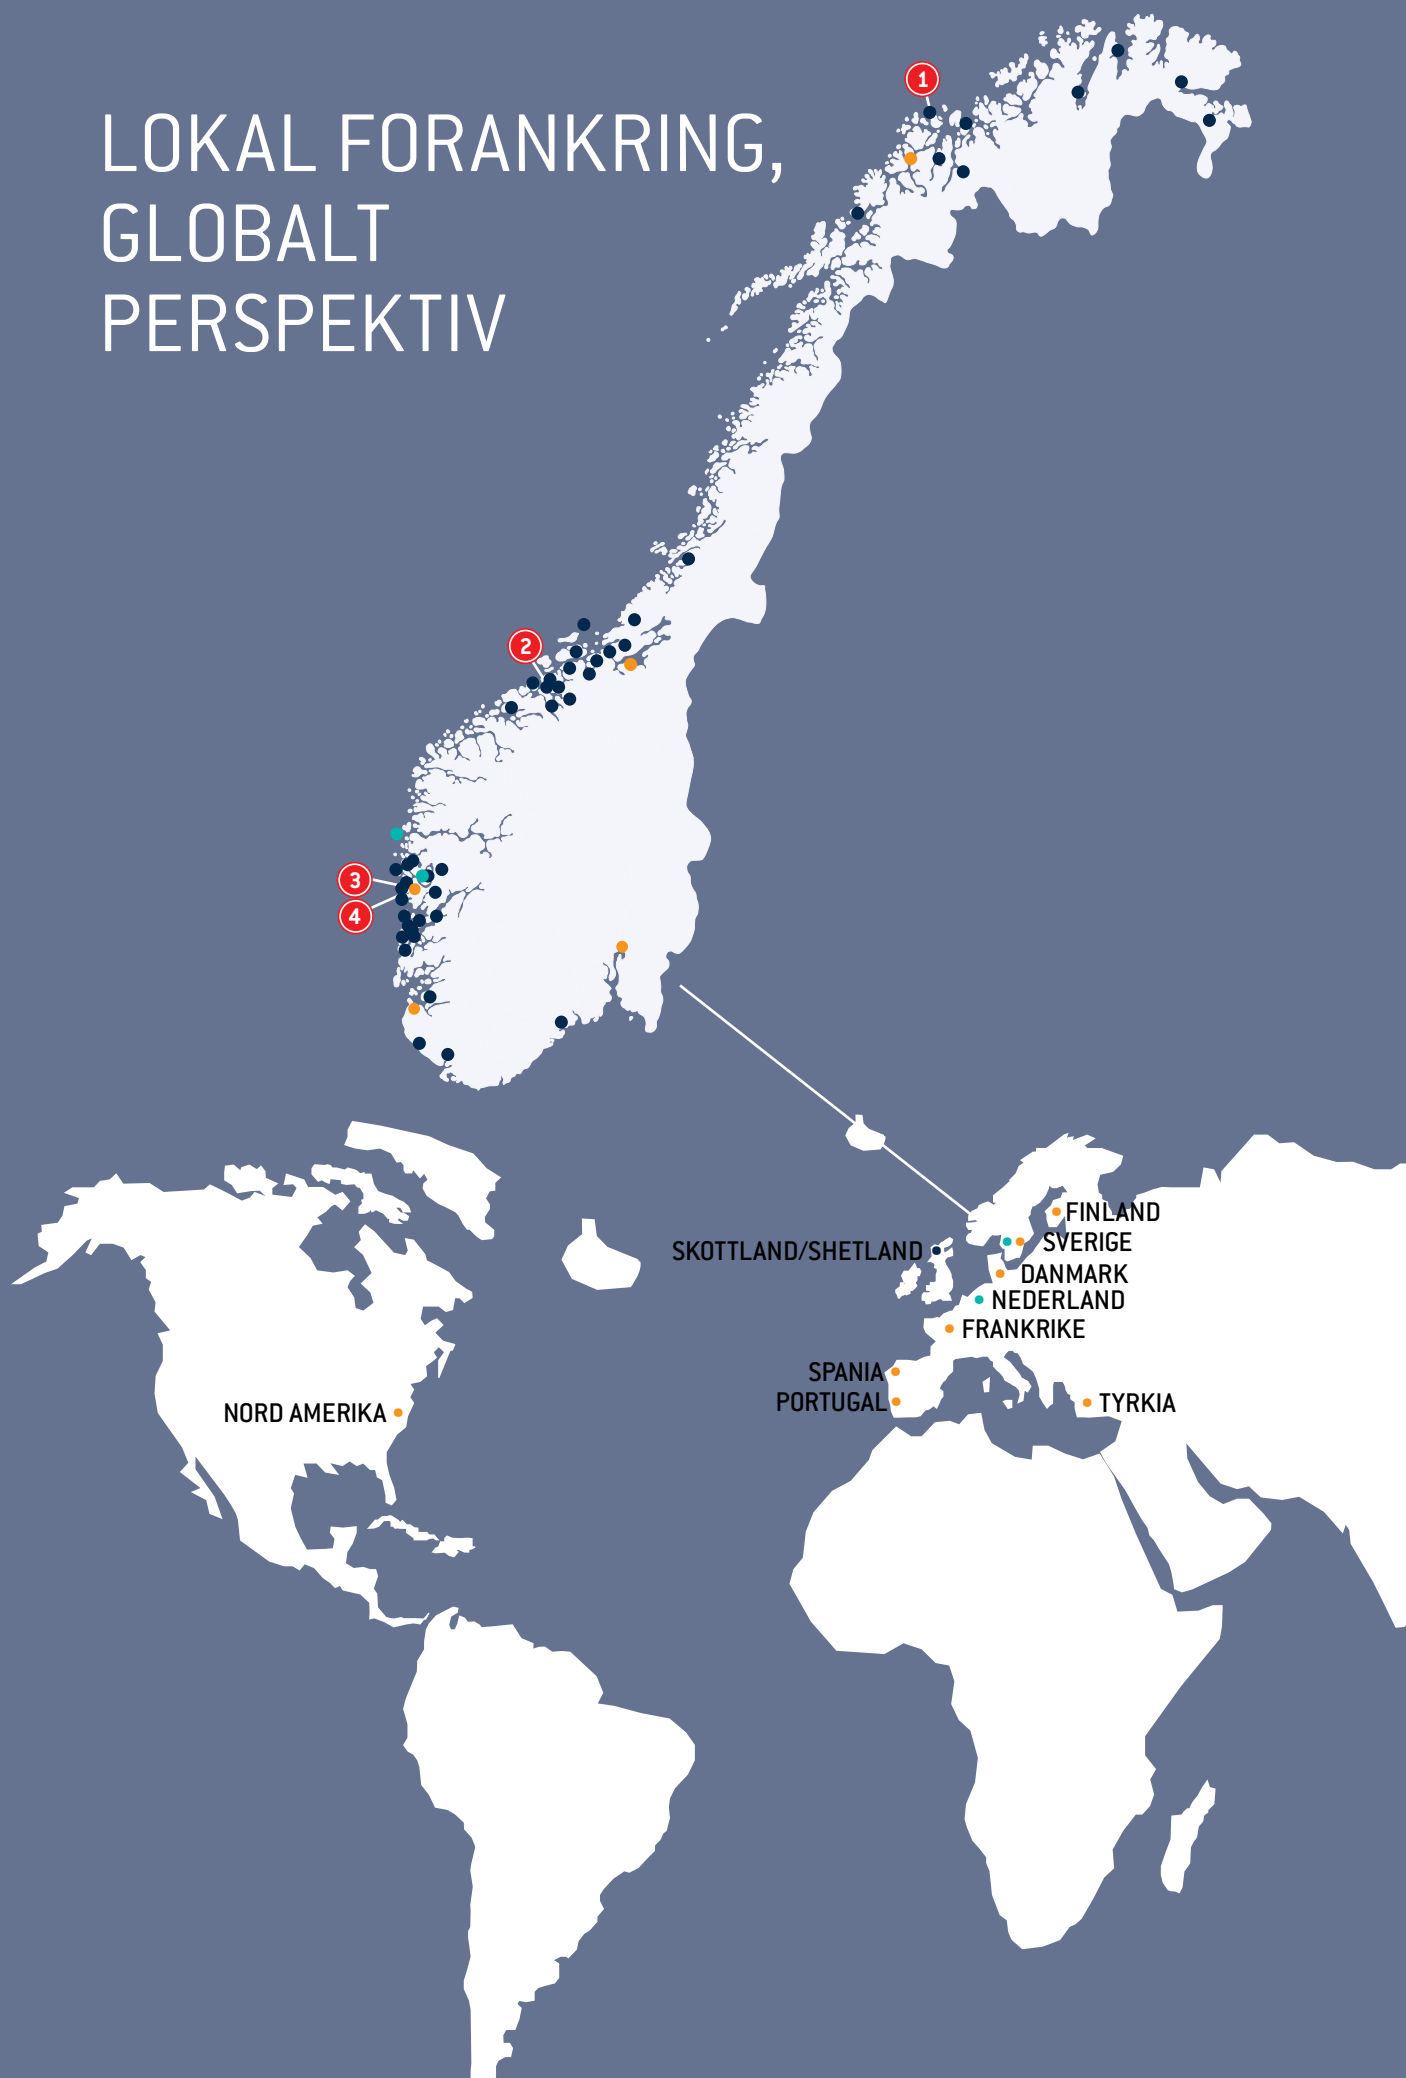 LOKAL FORANKRING,
GLOBALT
PERSPEKTIV
1
2
3
4
FINLAND
SVERIGE
SKOTTLAND/SHETLAND
DANMARK
NEDERLAND
FRANKRIKE
SPANIA
PORTUGAL
TYRKIA
NORD AMERIKA